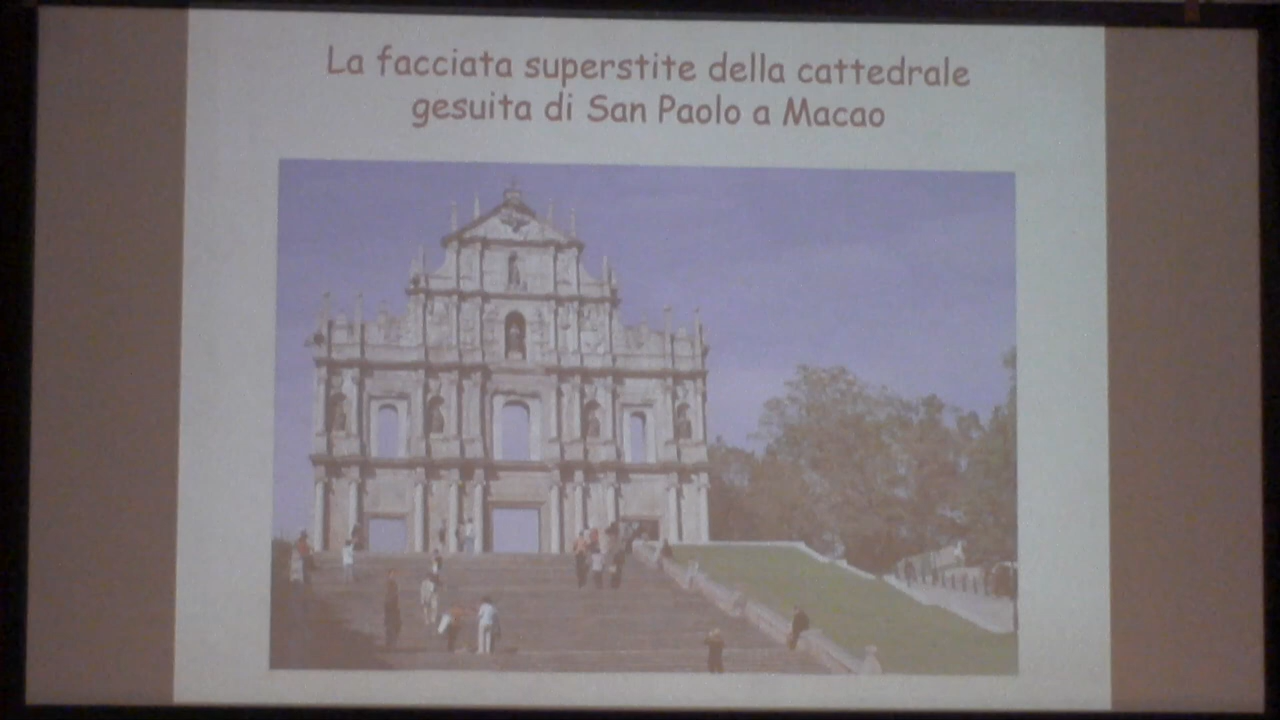 La facciata superstite della cattedrale
gesuita di San Paolo a Macao